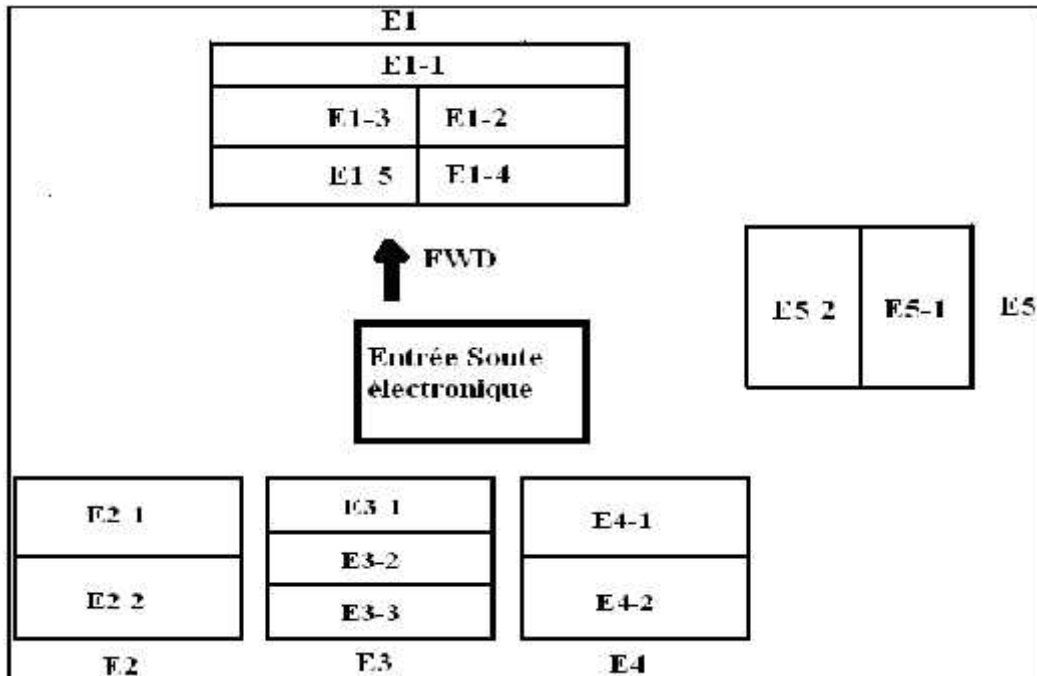 E1
E1-1
E1-3 E1-2
E1-5 E1-4
FWD
E5-2 E5-1 E5
Entrée Soute
électronique
E2-1 E3-1 E4-1
E3-2
E2-2 E3-3 E4-2
E2 E3 E4